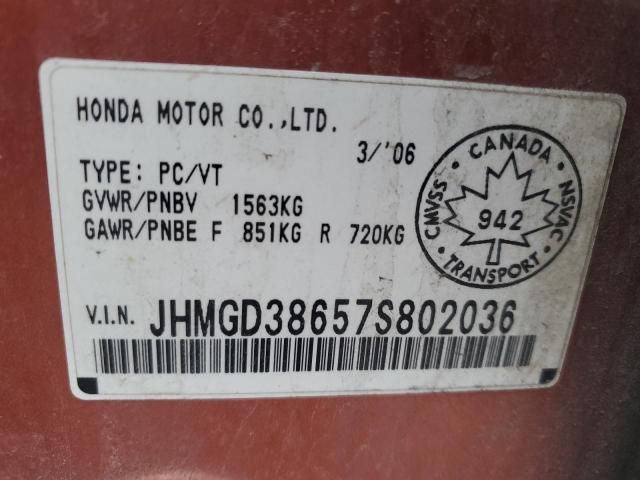 HONDA MOTOR CO.,LTD.
3/'06
TYPE: PC/VT
GVWR/PNBV 1563KG
GAWR/PNBE F 851KG R 720KG
CANADA
CMVSS
942
NSVAC
TRANSPORT
V.I.N. JHMGD38657S802036